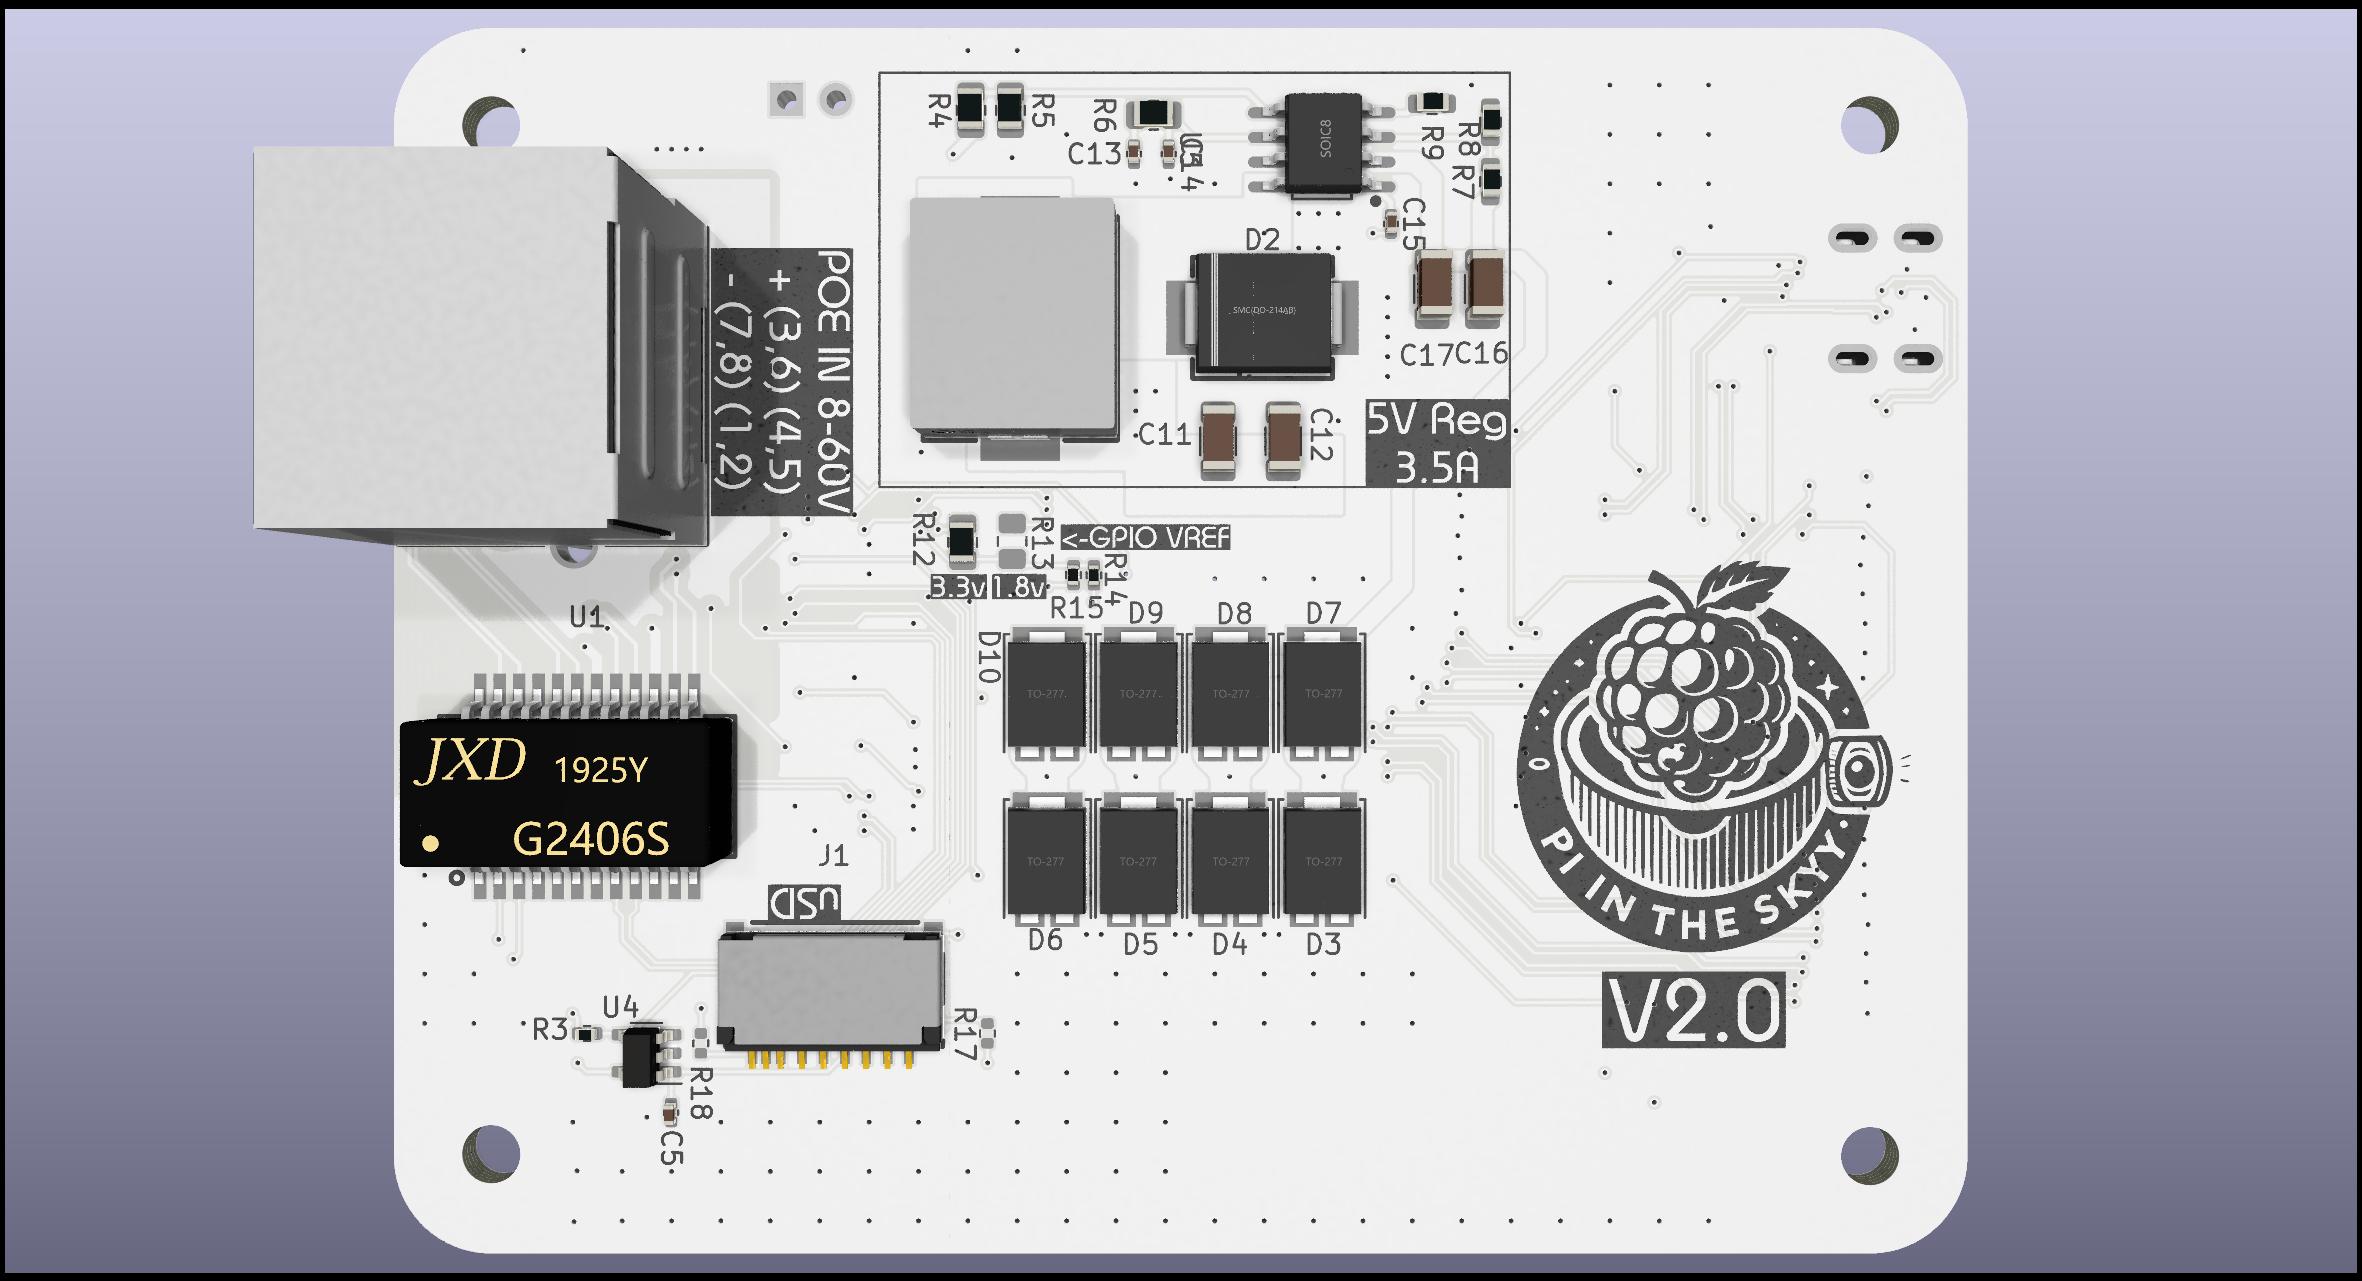 R4
R5
R6
C13
C14
SOIC8
R9
R8
R7
C15
D2
SMC(DO-214AB)
C17
C16
C11
C12
5V Reg
3.5A
POE IN 8-60V
+ (3,6) (4,5)
- (7,8) (1,2)
R12
R13
<-GPIO VREF
3.3v
1.8v
R14
R15
U1
D10
D9
D8
D7
TO-277
TO-277
TO-277
TO-277
JXD 1925Y
G2406S
TO-277
TO-277
TO-277
TO-277
D6
D5
D4
D3
J1
uSD
PI IN THE SKYY
V2.0
U4
R3
R17
R18
C5